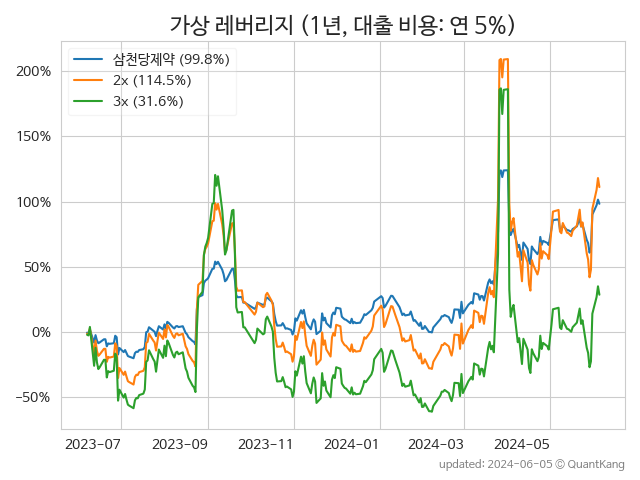 가상 레버리지 (1년, 대출 비용: 연 5%)
삼천당제약 (99.8%)
2x (114.5%)
3x (31.6%)
200%
150%
100%
50%
0%
−50%
2023-07
2023-09
2023-11
2024-01
2024-03
2024-05
updated: 2024-06-05 © QuantKang